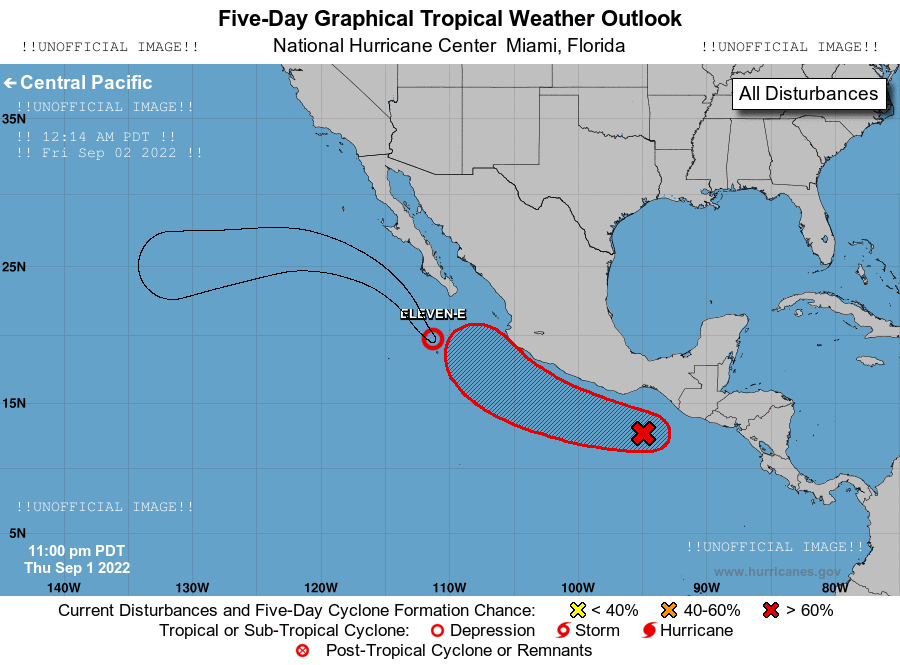 Five-Day Graphical Tropical Weather Outlook
!!UNOFFICIAL IMAGE!! National Hurricane Center  Miami, Florida !!UNOFFICIAL IMAGE!!
← Central Pacific
All Disturbances
!!UNOFFICIAL IMAGE!!
35N
!! 12:14 AM PDT !!
!! Fri Sep 02 2022 !!
25N
ELEVEN-E
15N
!!UNOFFICIAL IMAGE!!
5N
!!UNOFFICIAL IMAGE!!
11:00 pm PDT
Thu Sep 1 2022
www.hurricanes.gov
140W 130W 120W 110W 100W 90W 80W
Current Disturbances and Five-Day Cyclone Formation Chance: < 40% 40-60% > 60%
Tropical or Sub-Tropical Cyclone: Depression Storm Hurricane
Post-Tropical Cyclone or Remnants